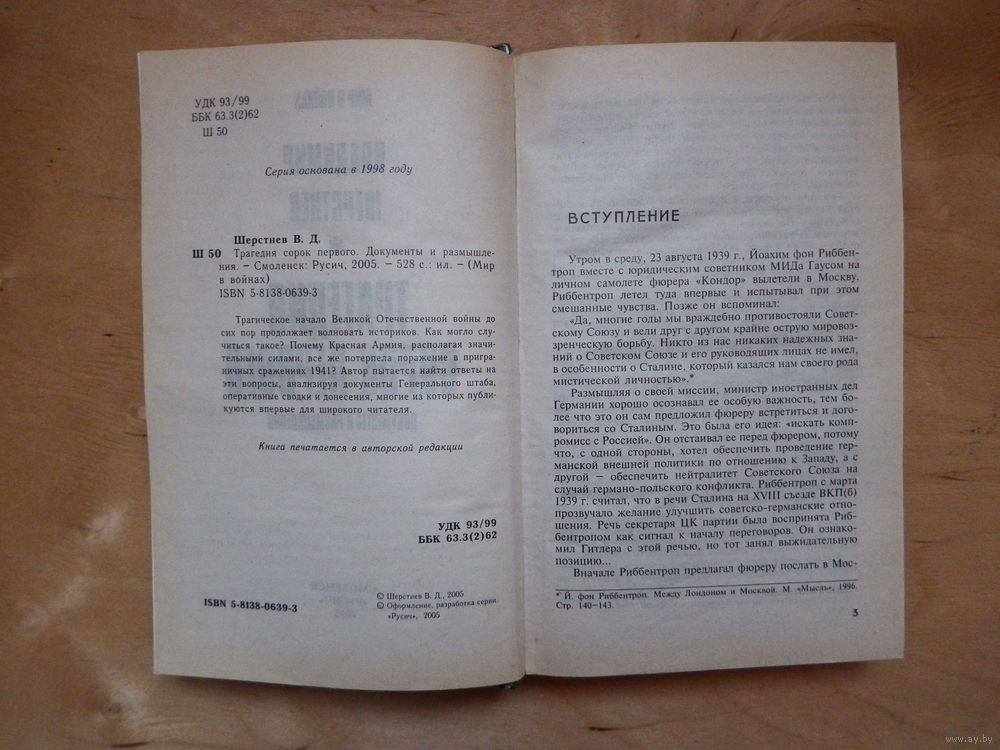 УДК 93/99
ББК 63.3(2)62
Ш 50
Серия основана в 1998 году
Шерстнев В. Д.
Ш 50 Трагедия сорок первого. Документы и размышле-
ния. – Смоленск: Русич, 2005. – 528 с.: ил. – (Мир
в войнах)
ISBN 5-8138-0639-3
Трагическое начало Великой Отечественной войны до
сих пор продолжает волновать историков. Как могло слу-
читься такое? Почему Красная Армия, располагая значи-
тельными силами, все же потерпела поражение в пригра-
ничных сражениях 1941? Автор пытается найти ответы на
эти вопросы, анализируя документы Генерального штаба,
оперативные сводки и донесения, многие из которых публи-
куются впервые для широкого читателя.
Книга печатается в авторской редакции
УДК 93/99
ББК 63.3(2)62
ISBN 5-8138-0639-3
© Шерстнев В. Д., 2005
© Оформление, разработка серии.
«Русич», 2005
ВСТУПЛЕНИЕ
Утром в среду, 23 августа 1939 г., Йоахим фон Риббен-
троп вместе с юридическим советником МИДа Гаусом на
личном самолете фюрера «Кондор» вылетели в Москву.
Риббентроп летел туда впервые и испытывал при этом
смешанные чувства. Позже он вспоминал:
«Да, многие годы мы враждебно противостояли Совет-
скому Союзу и вели друг с другом крайне острую мировоз-
зренческую борьбу. Никто из нас никаких надежных зна-
ний о Советском Союзе и его руководящих лицах не имел,
в особенности о Сталине, который казался нам своего рода
мистической личностью».*
Размышляя о своей миссии, министр иностранных дел
Германии хорошо осознавал ее особую важность, тем бо-
лее что это он сам предложил фюреру встретиться и дого-
вориться со Сталиным. Это была его идея: «искать комп-
ромисс с Россией». Он отстаивал ее перед фюрером, потому
что, с одной стороны, хотел обеспечить проведение гер-
манской внешней политики по отношению к Западу, а с
другой – обеспечить нейтралитет Советского Союза на
случай германо-польского конфликта. Риббентроп с марта
1939 г. считал, что в речи Сталина на XVIII съезде ВКП(б)
прозвучало желание улучшить советско-германские отно-
шения. Речь секретаря ЦК партии была воспринята Риб-
бентропом как сигнал к началу переговоров. Он ознако-
мил Гитлера с этой речью, но тот занял выжидательную
позицию...
Вначале Риббентроп предлагал фюреру послать в Мос-
* Й. фон Риббентроп. Между Лондоном и Москвой. М. «Мысль», 1996.
Стр. 140–143.
3
www.ay.by